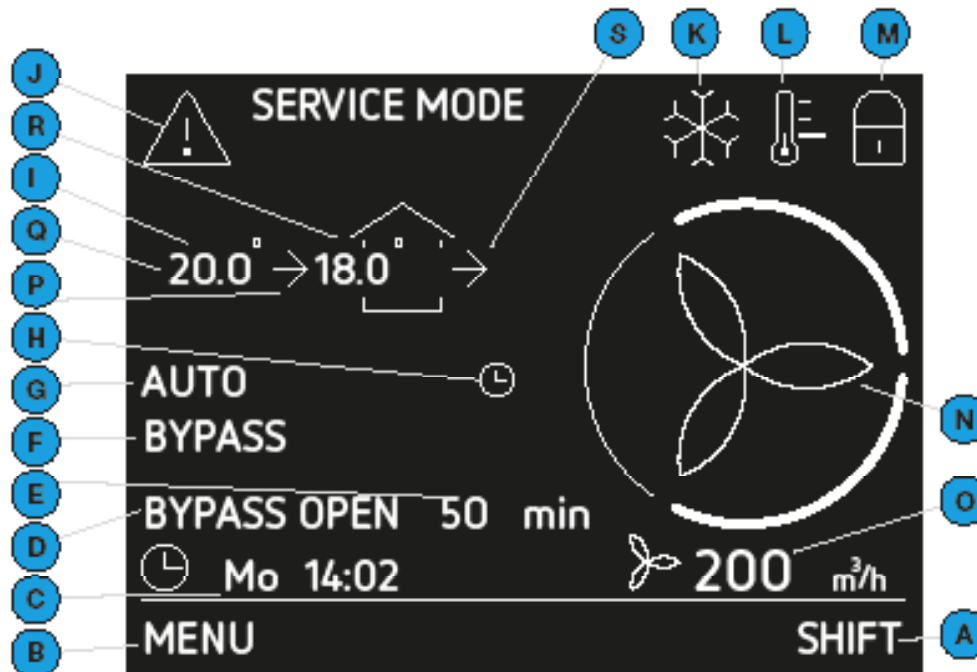 S K L M
J SERVICE MODE
R
I
Q 20.0° 18.0°
P
H
G AUTO
F BYPASS
N
E
D BYPASS OPEN 50 min
O
C Mo 14:02 200 m³/h
B MENU SHIFT A